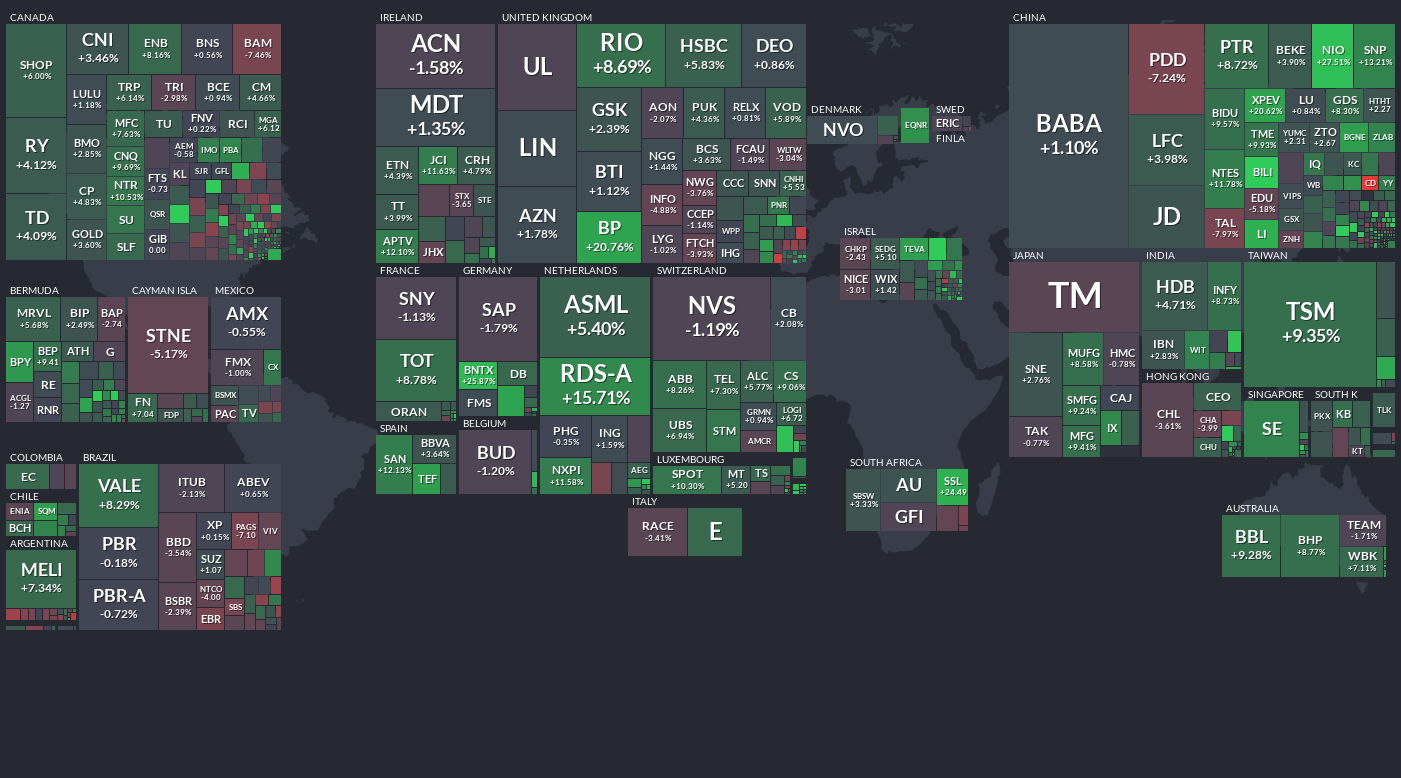 CANADA
SHOP
+6.00%
CNI
+3.46%
ENB
+8.16%
BNS
+0.56%
BAM
-7.46%
LULU
+1.18%
TRP
+6.14%
TRI
-2.98%
BCE
+0.94%
CM
+4.66%
RY
+4.12%
BMO
+2.85%
MFC
+7.63%
TU
FNV
+0.22%
RCI
MGA
+6.12
CNQ
+9.69%
AEM
-0.58
IMO
PBA
CP
+4.83%
NTR
+10.53%
FTS
-0.73
KL
SJR
GFL
TD
+4.09%
GOLD
+3.60%
SU
QSR
SLF
GIB
0.00
BERMUDA
MRVL
+5.68%
BIP
+2.49%
BAP
-2.74
BPY
BEP
+9.41
ATH
G
RE
ACGL
-1.27
RNR
CAYMAN ISLA
STNE
-5.17%
FN
+7.04
FDP
MEXICO
AMX
-0.55%
FMX
-1.00%
CX
BSMX
PAC
TV
COLOMBIA
EC
CHILE
ENIA
SQM
BCH
ARGENTINA
MELI
+7.34%
BRAZIL
VALE
+8.29%
ITUB
-2.13%
ABEV
+0.65%
PBR
-0.18%
BBD
-3.54%
XP
+0.15%
PAGS
-7.10
VIV
SUZ
+1.07
PBR-A
-0.72%
BSBR
-2.39%
NTCO
-4.00
SBS
EBR
IRELAND
ACN
-1.58%
MDT
+1.35%
ETN
+4.39%
JCI
+11.63%
CRH
+4.79%
TT
+3.99%
STX
-3.65
STE
APTV
+12.10%
JHX
UNITED KINGDOM
UL
RIO
+8.69%
HSBC
+5.83%
DEO
+0.86%
LIN
GSK
+2.39%
AON
-2.07%
PUK
+4.36%
RELX
+0.81%
VOD
+5.89%
BTI
+1.12%
NGG
+1.44%
BCS
+3.63%
FCAU
-1.49%
WLTW
-3.04%
AZN
+1.78%
INFO
-4.88%
NWG
-3.76%
CCC
SNN
CNHI
+5.53
BP
+20.76%
CCEP
-1.14%
PNR
LYG
-1.02%
FTCH
-3.93%
WPP
IHG
FRANCE
SNY
-1.13%
TOT
+8.78%
ORAN
SPAIN
SAN
+12.13%
BBVA
+3.64%
TEF
GERMANY
SAP
-1.79%
BNTX
+25.87%
DB
FMS
BELGIUM
BUD
-1.20%
NETHERLANDS
ASML
+5.40%
RDS-A
+15.71%
PHG
-0.35%
ING
+1.59%
NXPI
+11.58%
AEG
SWITZERLAND
NVS
-1.19%
CB
+2.08%
ABB
+8.26%
TEL
+7.30%
ALC
+5.77%
CS
+9.06%
UBS
+6.94%
STM
GRMN
+0.94%
LOGI
+6.72
AMCR
LUXEMBOURG
SPOT
+10.30%
MT
+5.20
TS
ITALY
RACE
-3.41%
E
DENMARK
NVO
EQNR
SWED
ERIC
FINLA
ISRAEL
CHKP
-2.43
SEDG
+5.10
TEVA
NICE
-3.01
WIX
+1.42
SOUTH AFRICA
SBSW
+3.33%
AU
SSL
+24.49
GFI
CHINA
BABA
+1.10%
PDD
-7.24%
PTR
+8.72%
BEKE
+3.90%
NIO
+27.51%
SNP
+13.21%
LFC
+3.98%
BIDU
+9.57%
XPEV
+20.62%
LU
+0.84%
GDS
+8.30%
HTHT
+2.27
TME
+9.93%
YUMC
+2.31
ZTO
+2.67
BGNE
ZLAB
NTES
+11.78%
BILI
IQ
KC
WB
CD
YY
JD
EDU
-5.18%
VIPS
TAL
-7.97%
LI
GSX
ZNH
JAPAN
TM
SNE
+2.76%
MUFG
+8.58%
HMC
-0.78%
SMFG
+9.24%
CAJ
TAK
-0.77%
MFG
+9.41%
IX
INDIA
HDB
+4.71%
INFY
+8.73%
IBN
+2.83%
WIT
HONG KONG
CHL
-3.61%
CEO
CHA
-3.99
CHU
TAIWAN
TSM
+9.35%
SINGAPORE
SE
SOUTH K
PKX
KB
KT
TLK
AUSTRALIA
BBL
+9.28%
BHP
+8.77%
TEAM
-1.71%
WBK
+7.11%